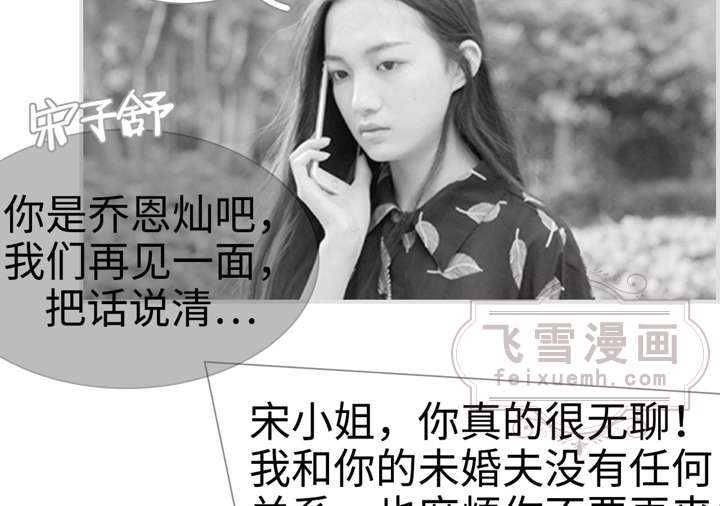 宋子舒
你是乔恩灿吧，
我们再见一面，
把话说清…
飞雪漫画
feixuemh.com
宋小姐，你真的很无聊！
我和你的未婚夫没有任何